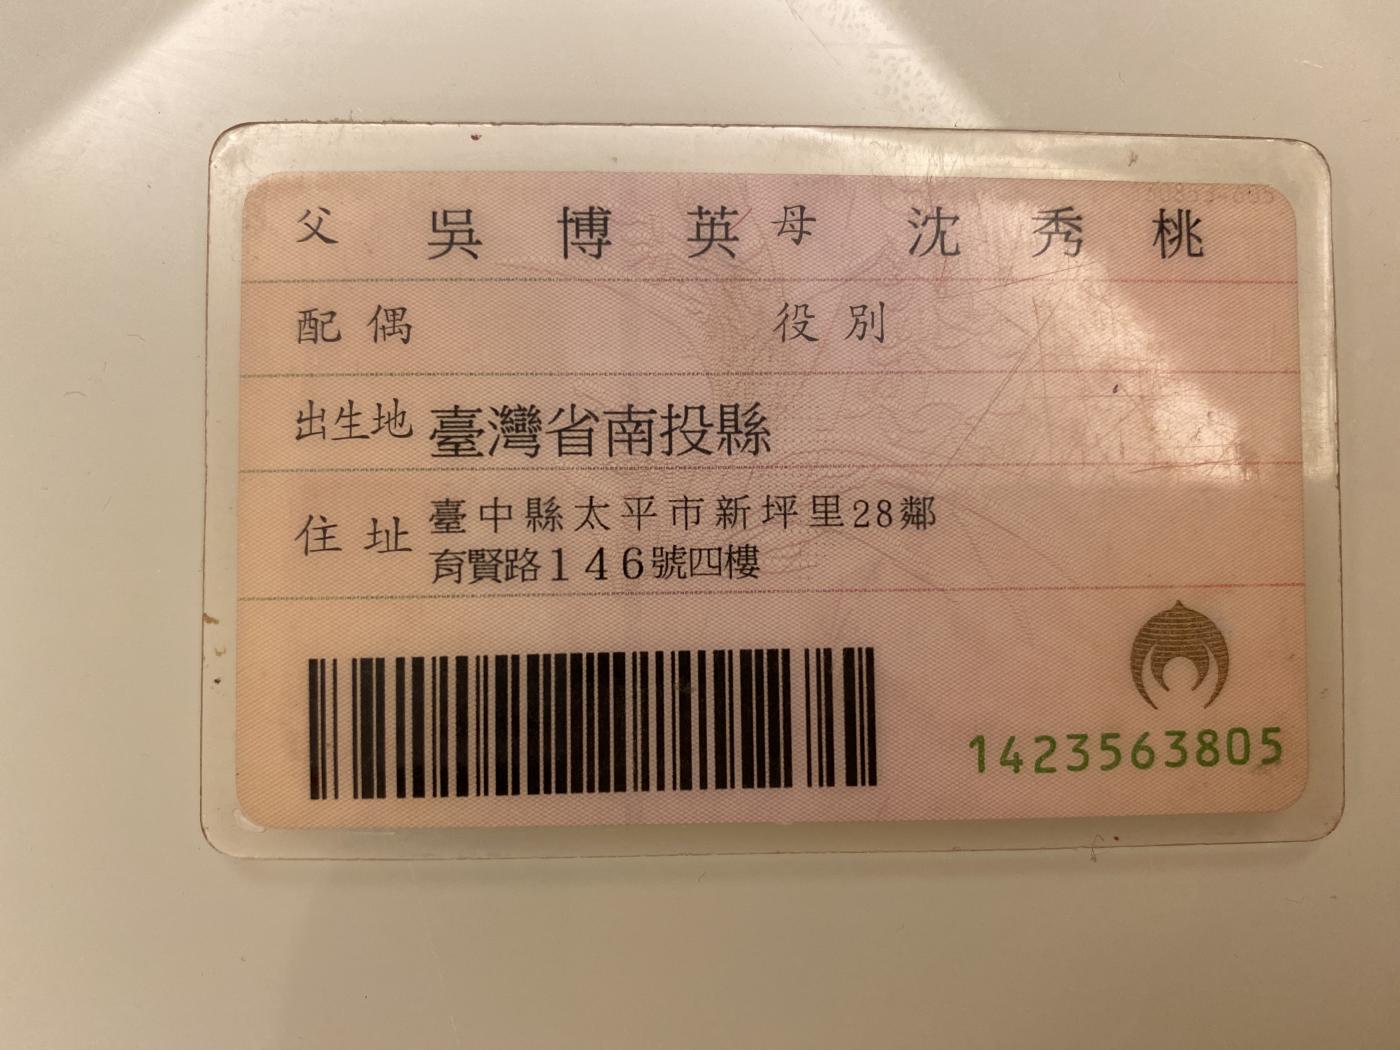 父 吳博英 母 沈秀桃
配偶 役別
出生地 臺灣省南投縣
住址 臺中縣太平市新坪里28鄰
育賢路146號四樓
1423563805